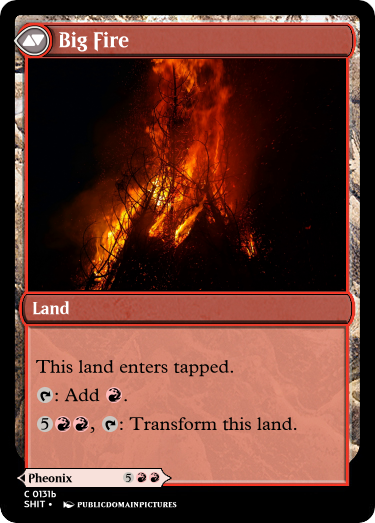 Big Fire
Land
This land enters tapped.
: Add .
5, : Transform this land.
Pheonix 5
C 0131b
SHIT • PUBLICDOMAINPICTURES